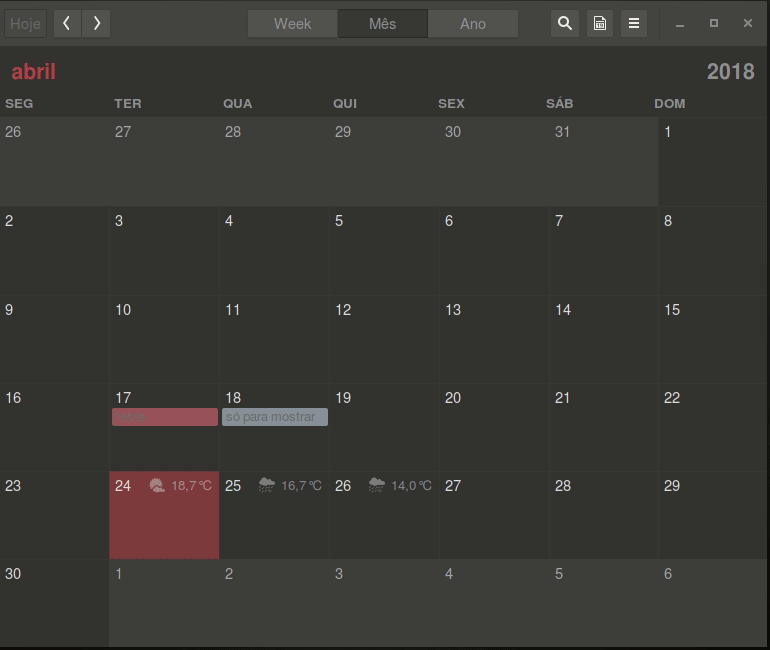 Hoje Week Mês Ano
abril 2018
SEG TER QUA QUI SEX SÁB DOM
26 27 28 29 30 31 1
2 3 4 5 6 7 8
9 10 11 12 13 14 15
16 17 18 19 20 21 22
só para mostrar
23 24 18,7 ºC 25 16,7 ºC 26 14,0 ºC 27 28 29
30 1 2 3 4 5 6